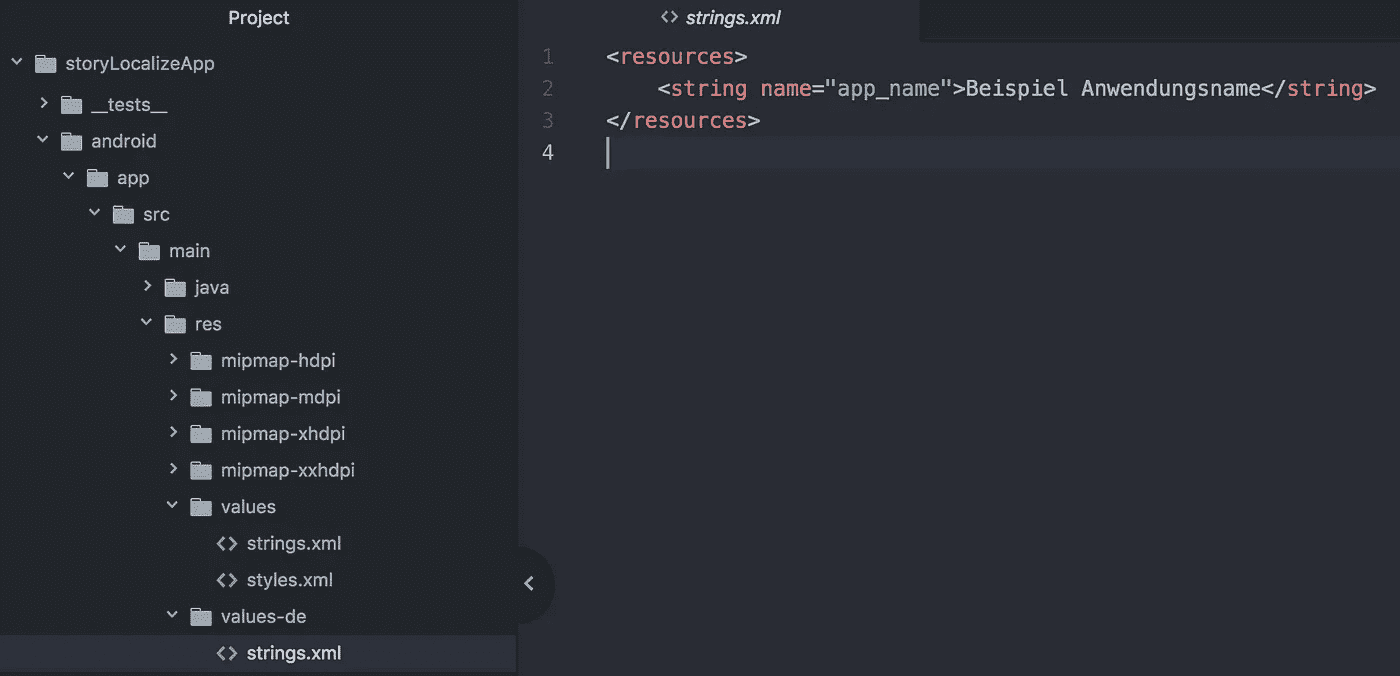 Project
storyLocalizeApp
__tests__
android
app
src
main
java
res
mipmap-hdpi
mipmap-mdpi
mipmap-xhdpi
mipmap-xxhdpi
values
strings.xml
styles.xml
values-de
strings.xml
strings.xml
1 <resources>
2 <string name="app_name">Beispiel Anwendungsname</string>
3 </resources>
4